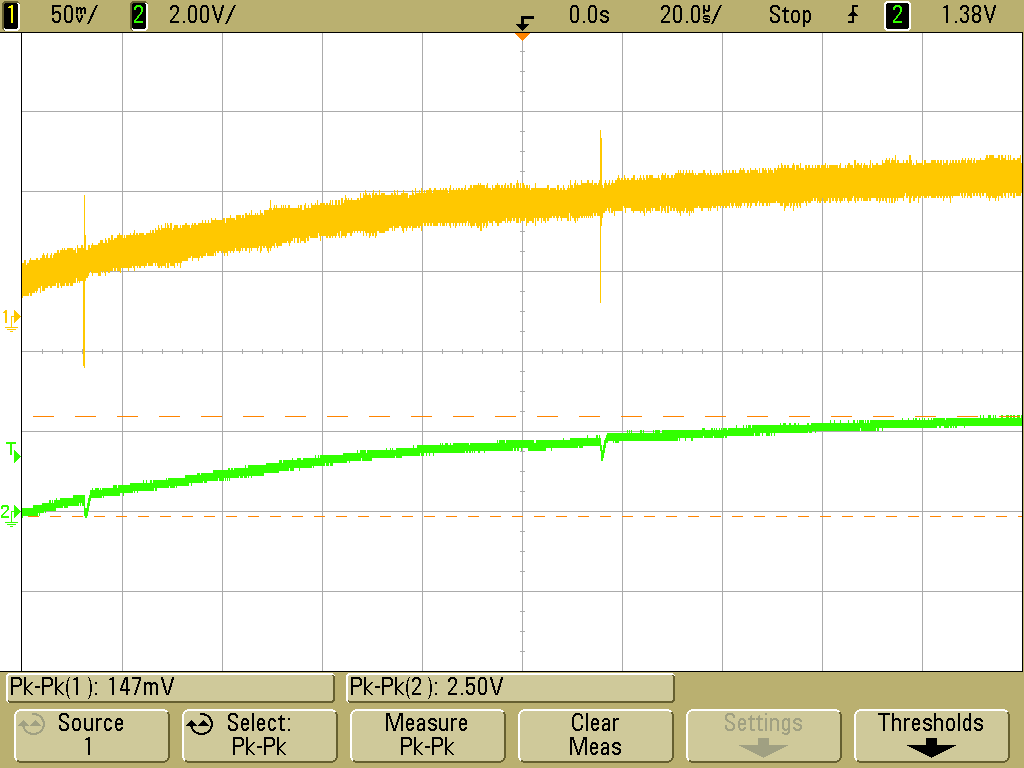 1 50mV/ 2 2.00V/ 0.0s 20.0µs/ Stop 2 1.38V
1
T
2
Pk-Pk(1): 147mV Pk-Pk(2): 2.50V
Source Select: Measure Clear Settings Thresholds
1 Pk-Pk Pk-Pk Meas